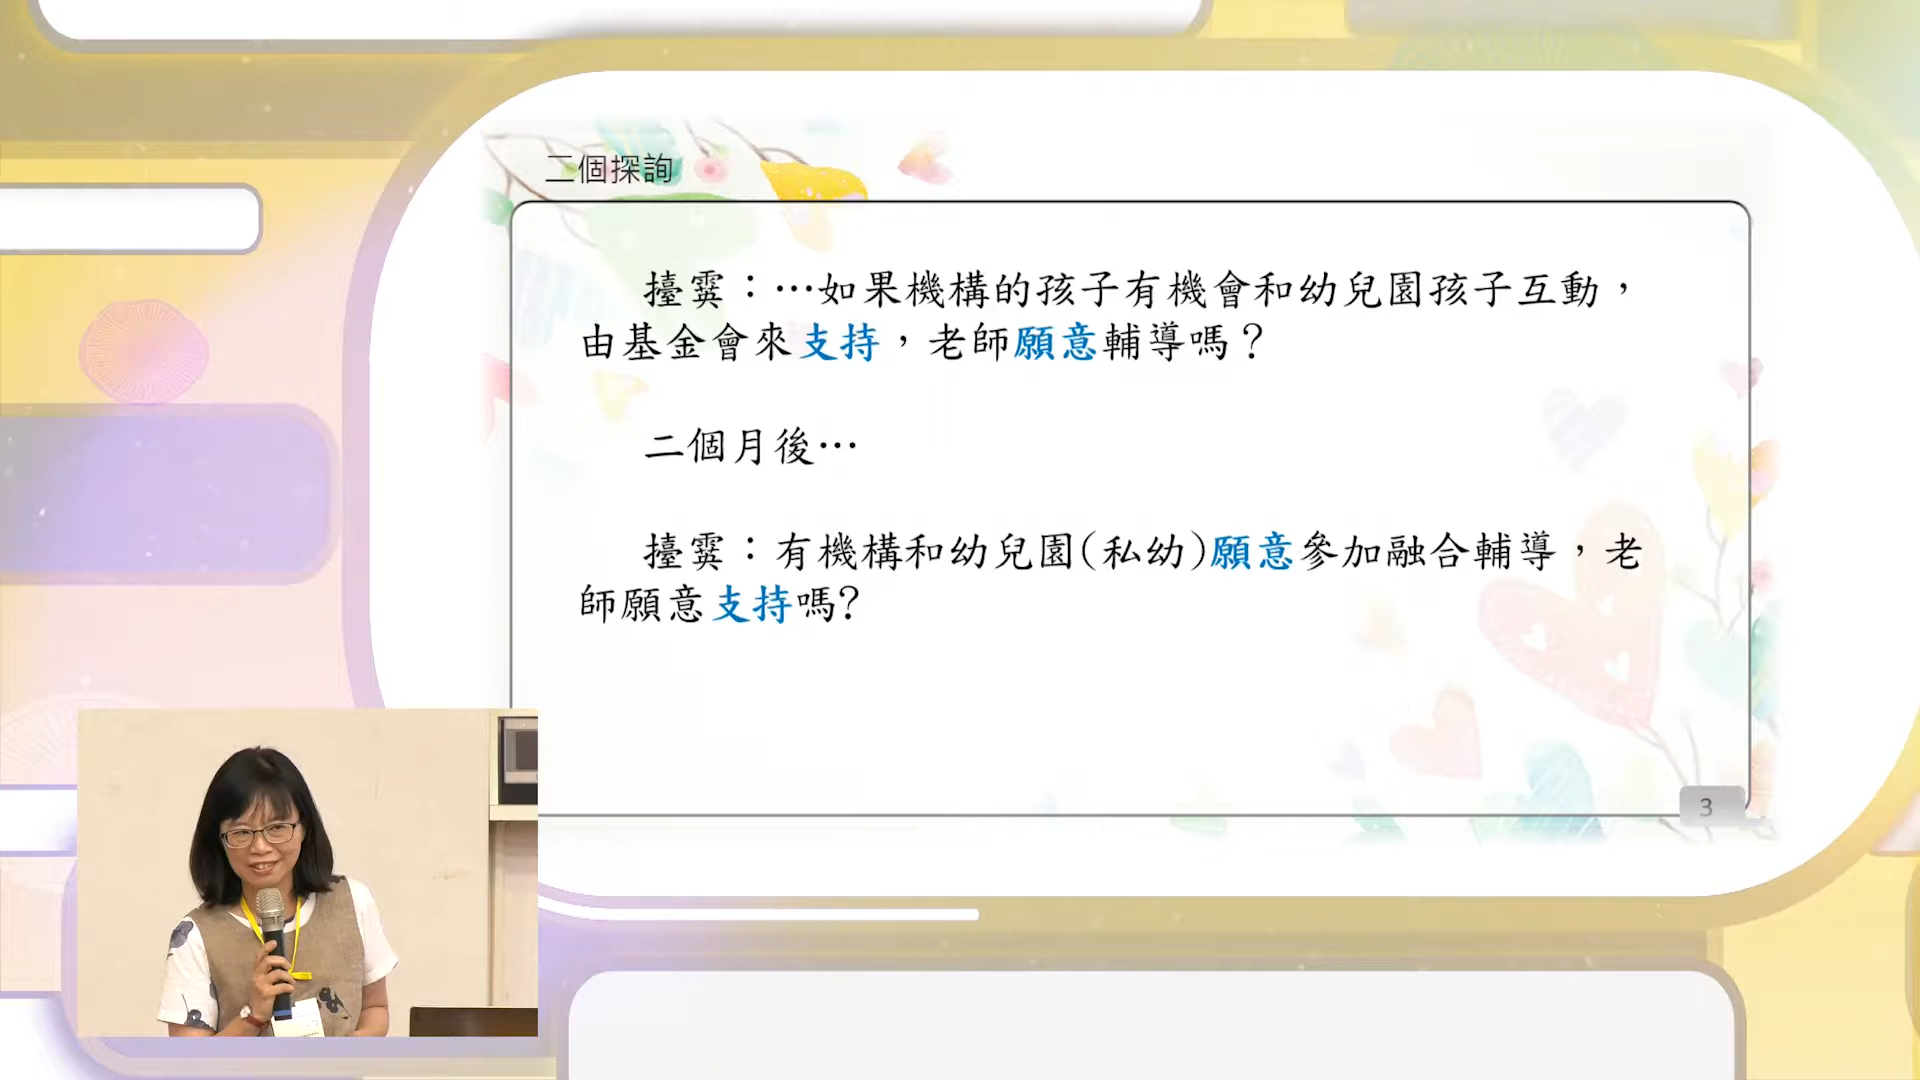 二個探詢
擡霙：…如果機構的孩子有機會和幼兒園孩子互動，
由基金會來支持，老師願意輔導嗎？
二個月後…
擡霙：有機構和幼兒園(私幼)願意參加融合輔導，老
師願意支持嗎?
3